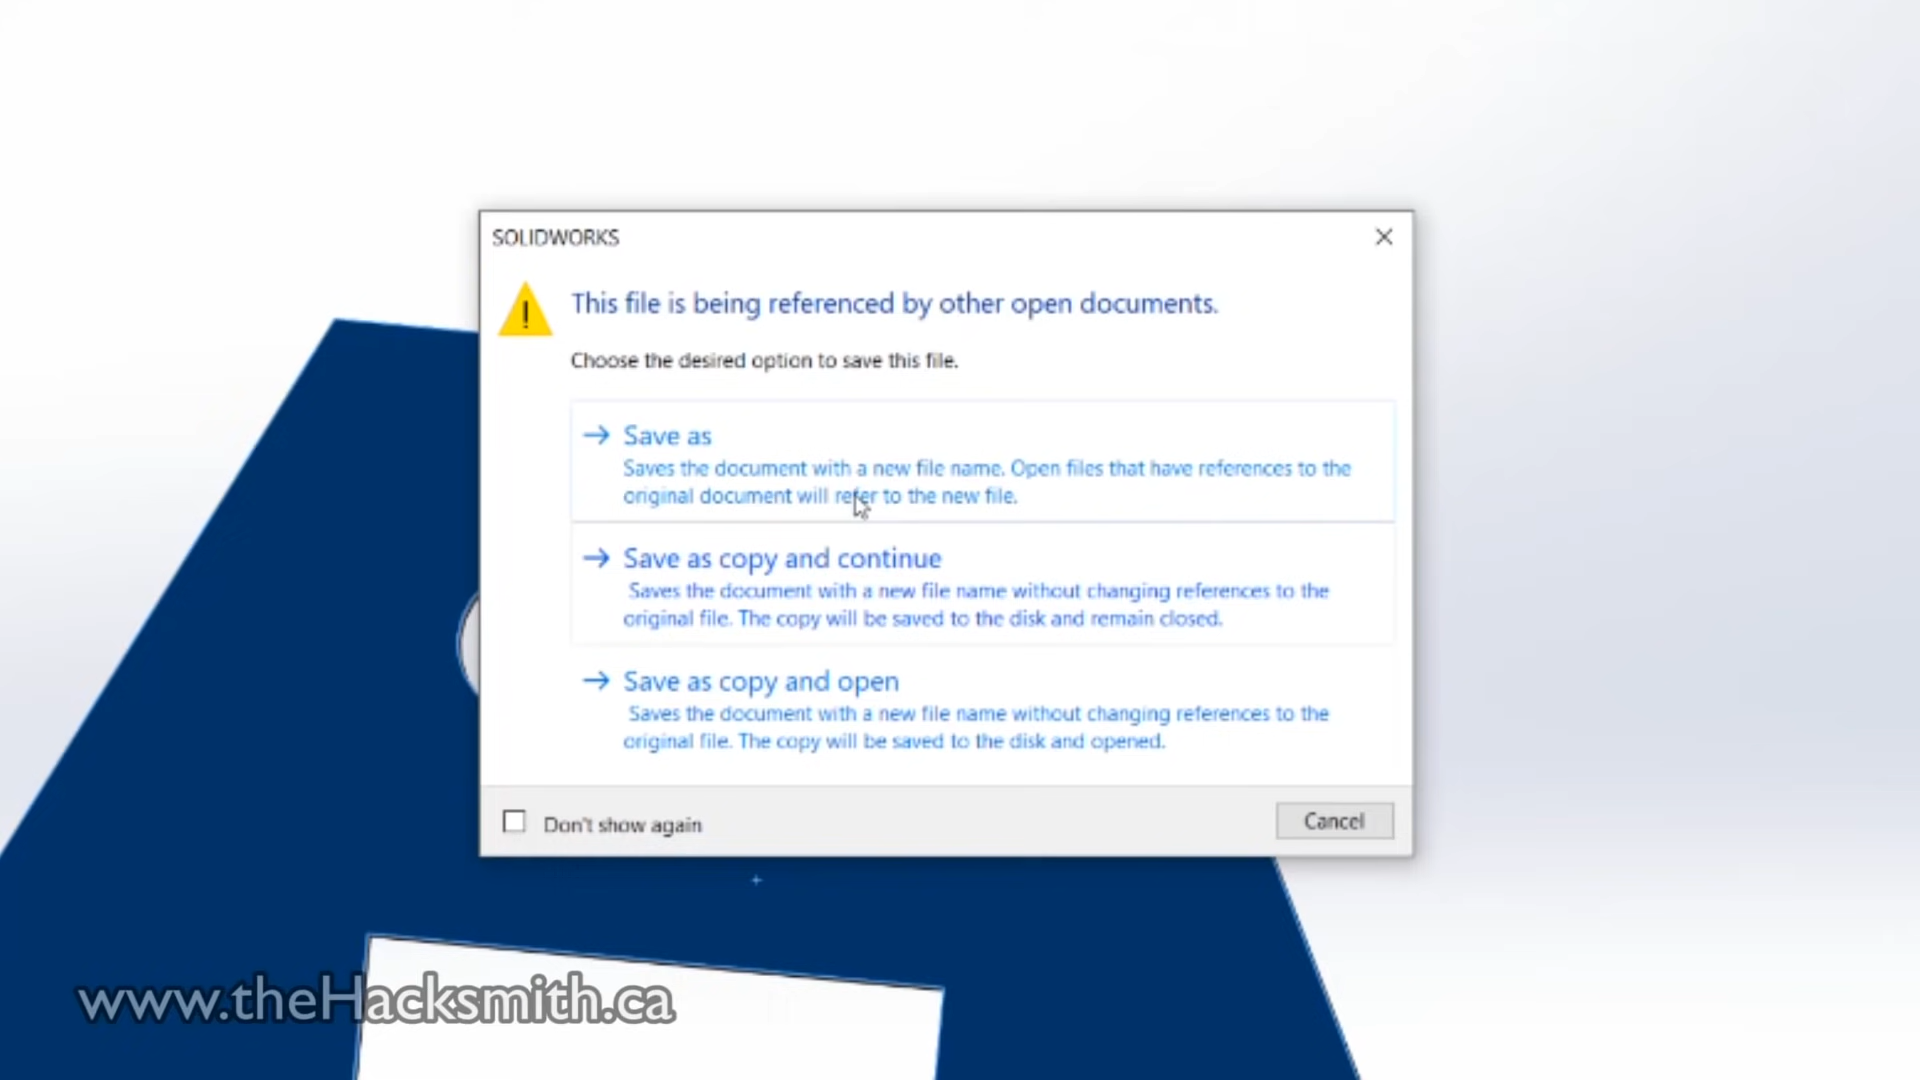 SOLIDWORKS
This file is being referenced by other open documents.
Choose the desired option to save this file.
Save as
Saves the document with a new file name. Open files that have references to the
original document will refer to the new file.
Save as copy and continue
Saves the document with a new file name without changing references to the
original file. The copy will be saved to the disk and remain closed.
Save as copy and open
Saves the document with a new file name without changing references to the
original file. The copy will be saved to the disk and opened.
Don't show again
Cancel
www.theHacksmith.ca